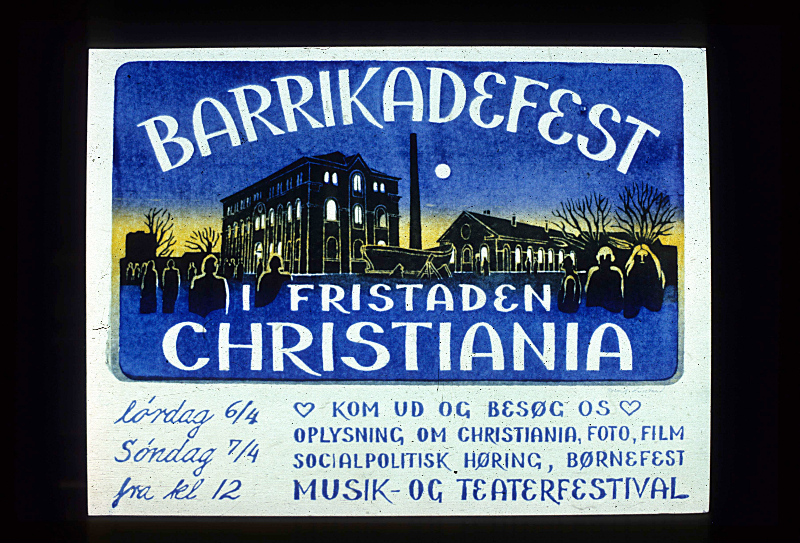 BARRIKADEFEST
I FRISTADEN
CHRISTIANIA
lørdag 6/4
Søndag 7/4
fra kl 12
♡ KOM UD OG BESØG OS ♡
OPLYSNING OM CHRISTIANIA, FOTO, FILM
SOCIALPOLITISK HØRING, BØRNEFEST
MUSIK- OG TEATERFESTIVAL